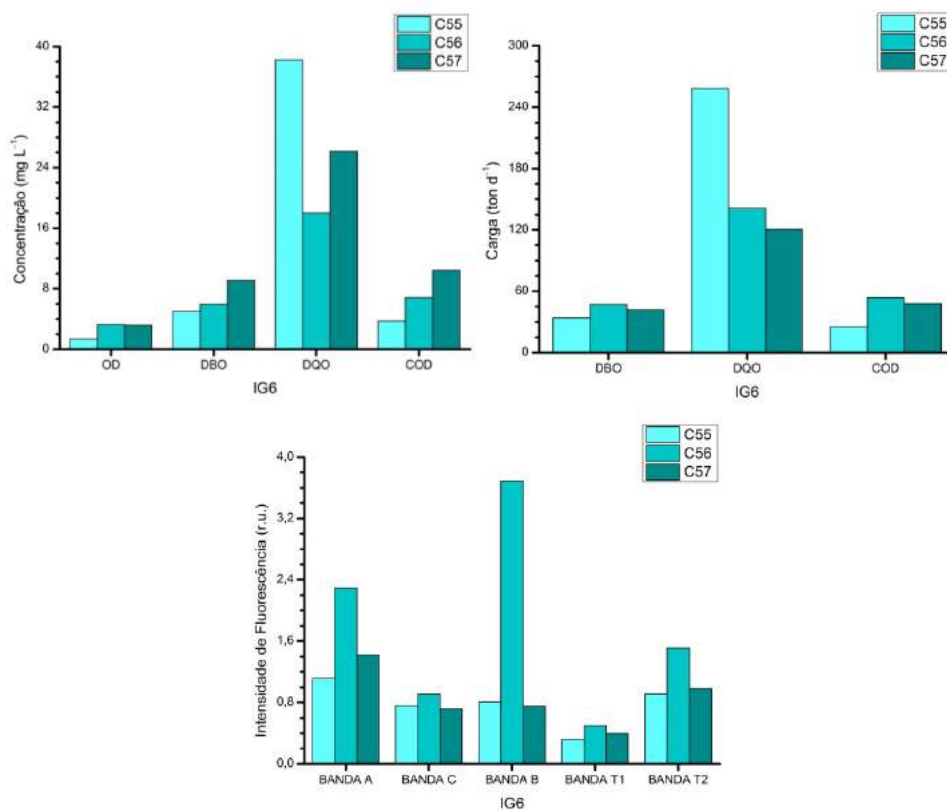 C55
C56
C57
Concentração (mg L⁻¹)
40
32
24
16
8
0
OD DBO DQO COD
IG6
C55
C56
C57
Carga (ton d⁻¹)
300
240
180
120
60
0
DBO DQO COD
IG6
C55
C56
C57
Intensidade de Fluorescência (r.u.)
4,0
3,2
2,4
1,6
0,8
0,0
BANDA A BANDA C BANDA B BANDA T1 BANDA T2
IG6